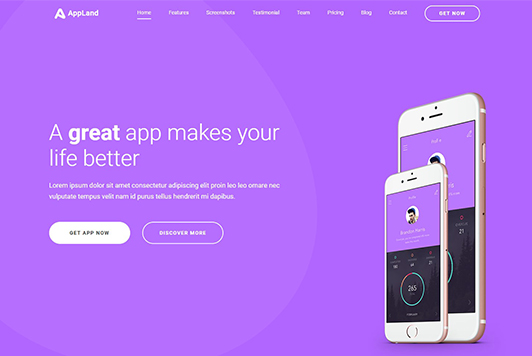 AppLand
Home Features Screenshots Testimonial Team Pricing Blog Contact GET NOW
A great app makes your
life better
Lorem ipsum dolor sit amet consectetur adipiscing elit proin leo leo ornare nec
vulputate tempus velit nam id purus tellus hendrerit mi dapibus.
GET APP NOW DISCOVER MORE
265
21